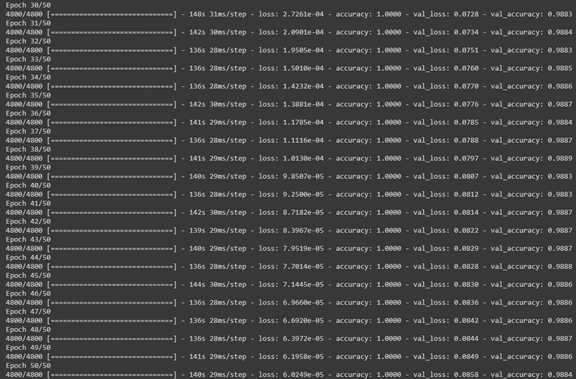 Epoch 30/50
4800/4800 [==============================] - 148s 31ms/step - loss: 2.7261e-04 - accuracy: 1.0000 - val_loss: 0.0728 - val_accuracy: 0.9883
Epoch 31/50
4800/4800 [==============================] - 142s 30ms/step - loss: 2.0901e-04 - accuracy: 1.0000 - val_loss: 0.0734 - val_accuracy: 0.9884
Epoch 32/50
4800/4800 [==============================] - 136s 28ms/step - loss: 1.9505e-04 - accuracy: 1.0000 - val_loss: 0.0751 - val_accuracy: 0.9883
Epoch 33/50
4800/4800 [==============================] - 136s 28ms/step - loss: 1.5010e-04 - accuracy: 1.0000 - val_loss: 0.0760 - val_accuracy: 0.9885
Epoch 34/50
4800/4800 [==============================] - 136s 28ms/step - loss: 1.4232e-04 - accuracy: 1.0000 - val_loss: 0.0770 - val_accuracy: 0.9886
Epoch 35/50
4800/4800 [==============================] - 142s 30ms/step - loss: 1.3881e-04 - accuracy: 1.0000 - val_loss: 0.0776 - val_accuracy: 0.9887
Epoch 36/50
4800/4800 [==============================] - 141s 29ms/step - loss: 1.1785e-04 - accuracy: 1.0000 - val_loss: 0.0785 - val_accuracy: 0.9884
Epoch 37/50
4800/4800 [==============================] - 136s 28ms/step - loss: 1.1116e-04 - accuracy: 1.0000 - val_loss: 0.0788 - val_accuracy: 0.9887
Epoch 38/50
4800/4800 [==============================] - 141s 29ms/step - loss: 1.0130e-04 - accuracy: 1.0000 - val_loss: 0.0797 - val_accuracy: 0.9889
Epoch 39/50
4800/4800 [==============================] - 140s 29ms/step - loss: 9.8507e-05 - accuracy: 1.0000 - val_loss: 0.0807 - val_accuracy: 0.9883
Epoch 40/50
4800/4800 [==============================] - 136s 28ms/step - loss: 9.2500e-05 - accuracy: 1.0000 - val_loss: 0.0812 - val_accuracy: 0.9883
Epoch 41/50
4800/4800 [==============================] - 142s 30ms/step - loss: 8.7182e-05 - accuracy: 1.0000 - val_loss: 0.0814 - val_accuracy: 0.9887
Epoch 42/50
4800/4800 [==============================] - 139s 29ms/step - loss: 8.3967e-05 - accuracy: 1.0000 - val_loss: 0.0822 - val_accuracy: 0.9887
Epoch 43/50
4800/4800 [==============================] - 140s 29ms/step - loss: 7.9519e-05 - accuracy: 1.0000 - val_loss: 0.0829 - val_accuracy: 0.9887
Epoch 44/50
4800/4800 [==============================] - 136s 28ms/step - loss: 7.7014e-05 - accuracy: 1.0000 - val_loss: 0.0828 - val_accuracy: 0.9888
Epoch 45/50
4800/4800 [==============================] - 144s 30ms/step - loss: 7.1445e-05 - accuracy: 1.0000 - val_loss: 0.0830 - val_accuracy: 0.9886
Epoch 46/50
4800/4800 [==============================] - 136s 28ms/step - loss: 6.9660e-05 - accuracy: 1.0000 - val_loss: 0.0836 - val_accuracy: 0.9886
Epoch 47/50
4800/4800 [==============================] - 136s 28ms/step - loss: 6.6920e-05 - accuracy: 1.0000 - val_loss: 0.0842 - val_accuracy: 0.9886
Epoch 48/50
4800/4800 [==============================] - 136s 28ms/step - loss: 6.3972e-05 - accuracy: 1.0000 - val_loss: 0.0844 - val_accuracy: 0.9887
Epoch 49/50
4800/4800 [==============================] - 141s 29ms/step - loss: 6.1958e-05 - accuracy: 1.0000 - val_loss: 0.0849 - val_accuracy: 0.9886
Epoch 50/50
4800/4800 [==============================] - 140s 29ms/step - loss: 6.0249e-05 - accuracy: 1.0000 - val_loss: 0.0858 - val_accuracy: 0.9884